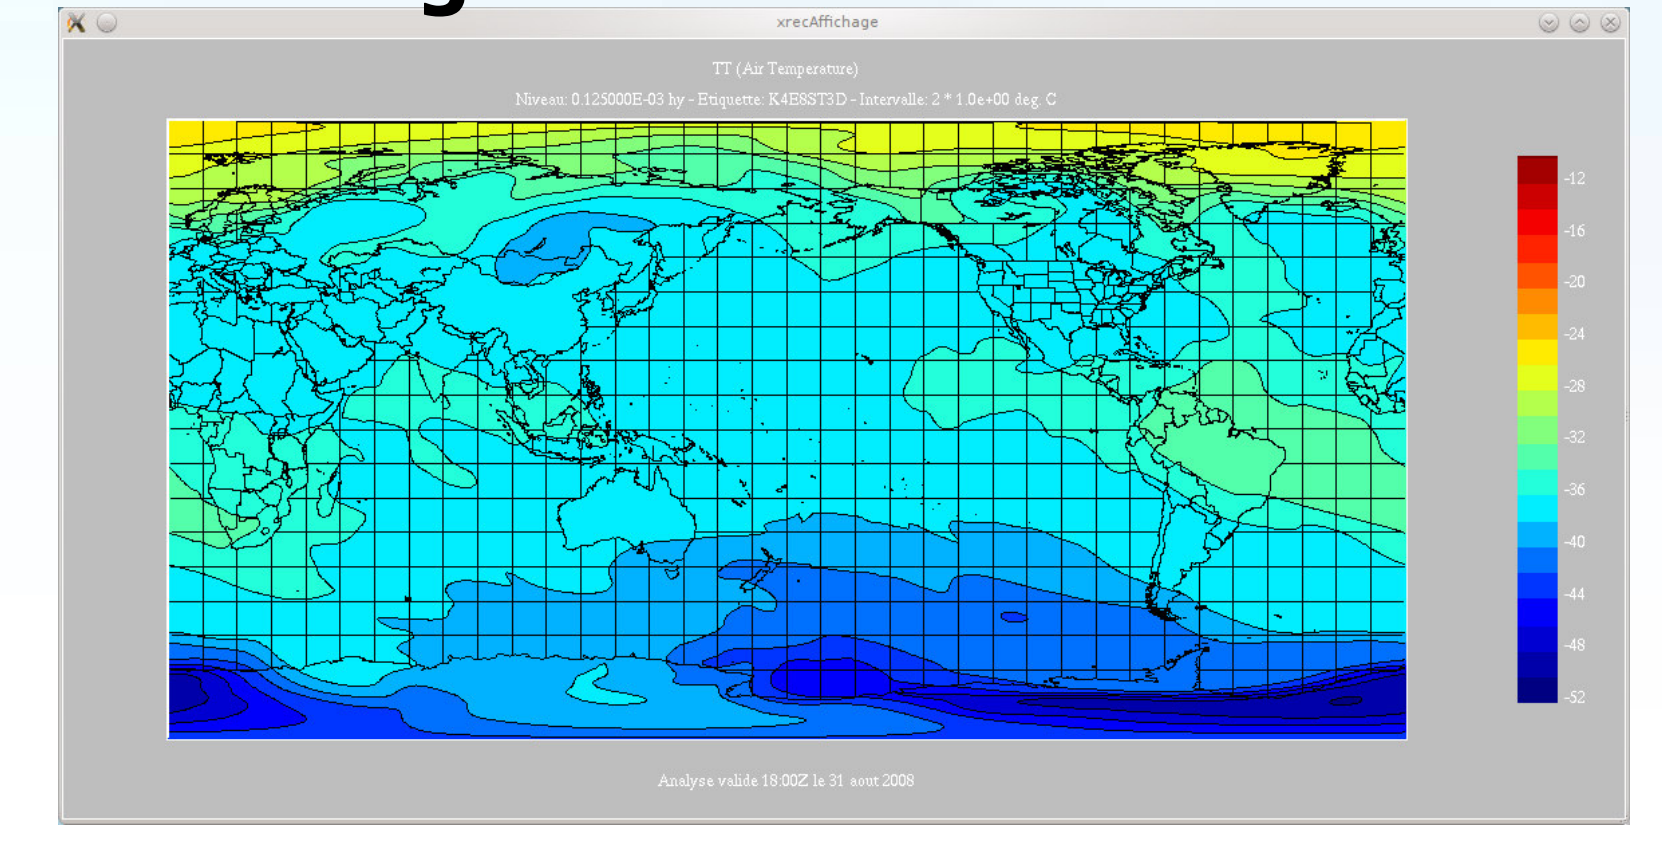 g
xrecAffichage
TT (Air Temperature)
Niveau: 0.125000E-03 hy - Etiquette: K4E8ST3D - Intervalle: 2 * 1.0e+00 deg. C
-12
-16
-20
-24
-28
-32
-36
-40
-44
-48
-52
Analyse valide 18:00Z le 31 aout 2008